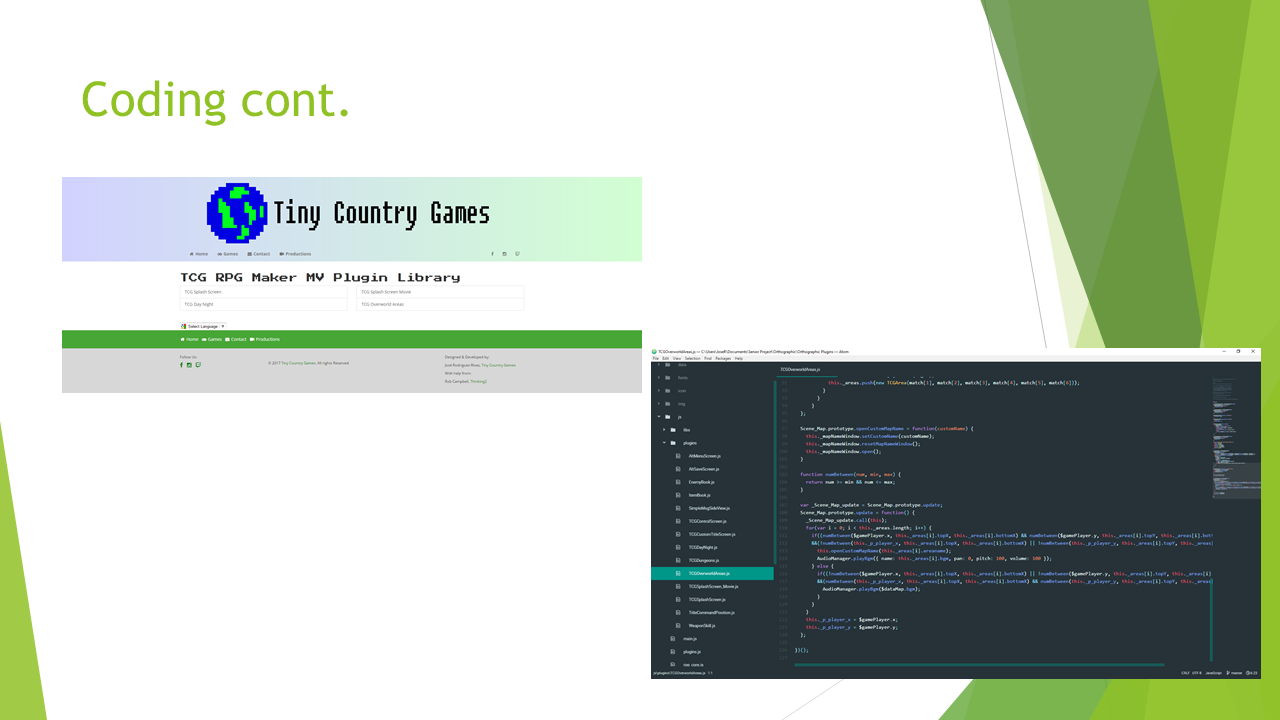 Coding cont.
Tiny Country Games
Home Games Contact Productions
TCG RPG Maker MV Plugin Library
TCG Splash Screen TCG Splash Screen Movie
TCG Day Night TCG Overworld Areas
Select Language ▼
Home Games Contact Productions
Follow Us:
© 2017 Tiny Country Games. All rights Reserved.
Designed & Developed by:
José Rodriguez-Rivas, Tiny Country Games
With Help From:
Rob Campbell,
TCGOverworldAreas.js — C:\Users\JoseR\Documents\Senior Project\Orthographic\Orthographic Plugins — Atom
File Edit View Selection Find Packages Help
data
fonts
icon
img
js
libs
plugins
AltMenuScreen.js
AltSaveScreen.js
EnemyBook.js
ItemBook.js
SimpleMsgSideView.js
TCGControlScreen.js
TCGCustomTitleScreen.js
TCGDayNight.js
TCGDungeons.js
TCGOverworldAreas.js
TCGSplashScreen_Movie.js
TCGSplashScreen.js
TitleCommandPosition.js
WeaponSkill.js
main.js
plugins.js
TCGOverworldAreas.js
this._areas.push(new TCGArea(match[1], match[2], match[3], match[4], match[5], match[6]));
}
}
}
};
Scene_Map.prototype.openCustomMapName = function(customName) {
this._mapNameWindow.setCustomName(customName);
this._mapNameWindow.resetMapNameWindow();
this._mapNameWindow.open();
}
function numBetween(num, min, max) {
return num >= min && num <= max;
}
var _Scene_Map_update = Scene_Map.prototype.update;
Scene_Map.prototype.update = function() {
_Scene_Map_update.call(this);
for(var i = 0; i < this._areas.length; i++) {
if((numBetween($gamePlayer.x, this._areas[i].topX, this._areas[i].bottomX) && numBetween($gamePlayer.y, this._areas[i].topY, this._areas[i].bott
&&(!numBetween(this._p_player_x, this._areas[i].topX, this._areas[i].bottomX) || !numBetween(this._p_player_y, this._areas[i].topY, this._areas[
this.openCustomMapName(this._areas[i].areaname);
AudioManager.playBgm({ name: this._areas[i].bgm, pan: 0, pitch: 100, volume: 100 });
} else {
if((!numBetween($gamePlayer.x, this._areas[i].topX, this._areas[i].bottomX) || !numBetween($gamePlayer.y, this._areas[i].topY, this._areas[i]
&&(numBetween(this._p_player_x, this._areas[i].topX, this._areas[i].bottomX) && numBetween(this._p_player_y, this._areas[i].topY, this._areas
AudioManager.playBgm($dataMap.bgm);
}
}
}
this._p_player_x = $gamePlayer.x;
this._p_player_y = $gamePlayer.y;
};
})();
js\plugins\TCGOverworldAreas.js 1:1 CRLF UTF-8 JavaScript master